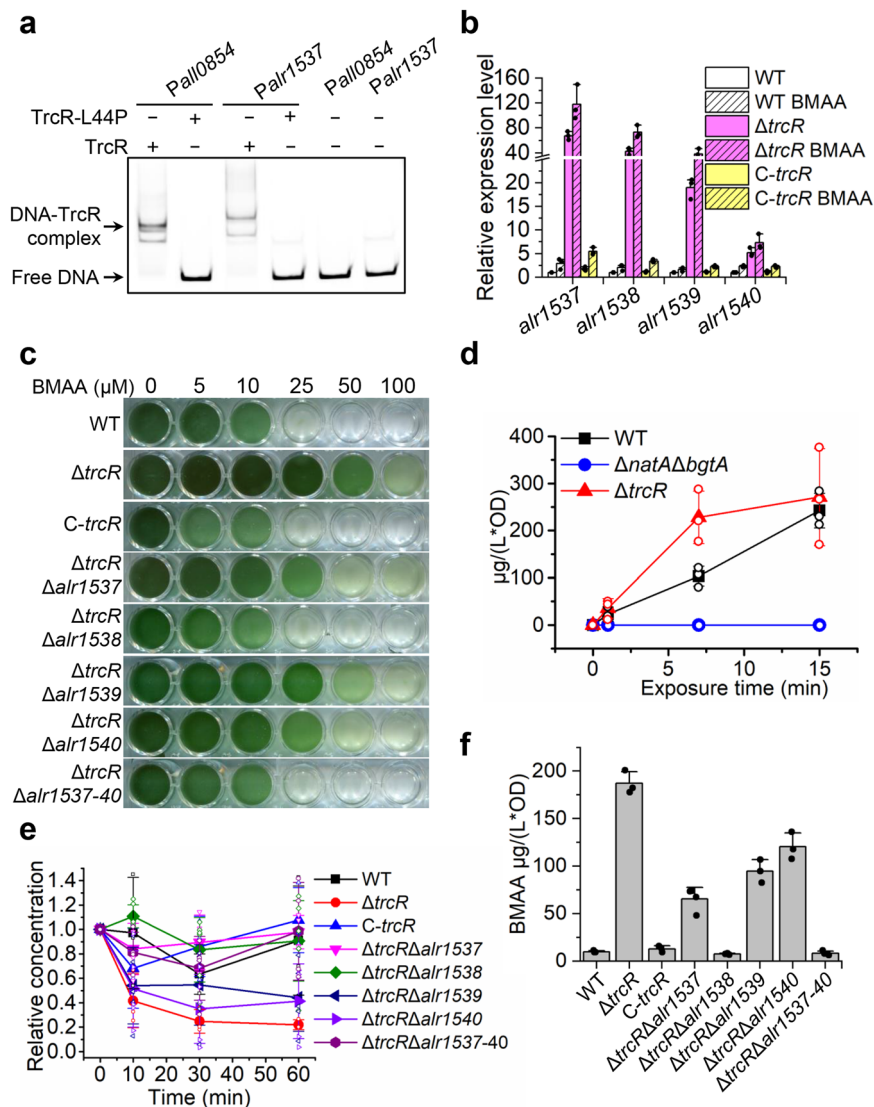 a
Pall0854
Palr1537
Pall0854
Palr1537
TrcR-L44P - + - + - -
TrcR + - + - - -
DNA-TrcR
complex
Free DNA
b
Relative expression level
160
120
80
40
20
15
10
5
0
alr1537
alr1538
alr1539
alr1540
WT
WT BMAA
ΔtrcR
ΔtrcR BMAA
C-trcR
C-trcR BMAA
c
BMAA (μM) 0 5 10 25 50 100
WT
ΔtrcR
C-trcR
ΔtrcR
Δalr1537
ΔtrcR
Δalr1538
ΔtrcR
Δalr1539
ΔtrcR
Δalr1540
ΔtrcR
Δalr1537-40
d
μg/(L*OD)
400
300
200
100
0
0 5 10 15
Exposure time (min)
WT
ΔnatAΔbgtA
ΔtrcR
e
Relative concentration
1.4
1.2
1.0
0.8
0.6
0.4
0.2
0.0
0 10 20 30 40 50 60
Time (min)
WT
ΔtrcR
C-trcR
ΔtrcRΔalr1537
ΔtrcRΔalr1538
ΔtrcRΔalr1539
ΔtrcRΔalr1540
ΔtrcRΔalr1537-40
f
BMAA μg/(L*OD)
200
150
100
50
0
WT
ΔtrcR
C-trcR
ΔtrcRΔalr1537
ΔtrcRΔalr1538
ΔtrcRΔalr1539
ΔtrcRΔalr1540
ΔtrcRΔalr1537-40